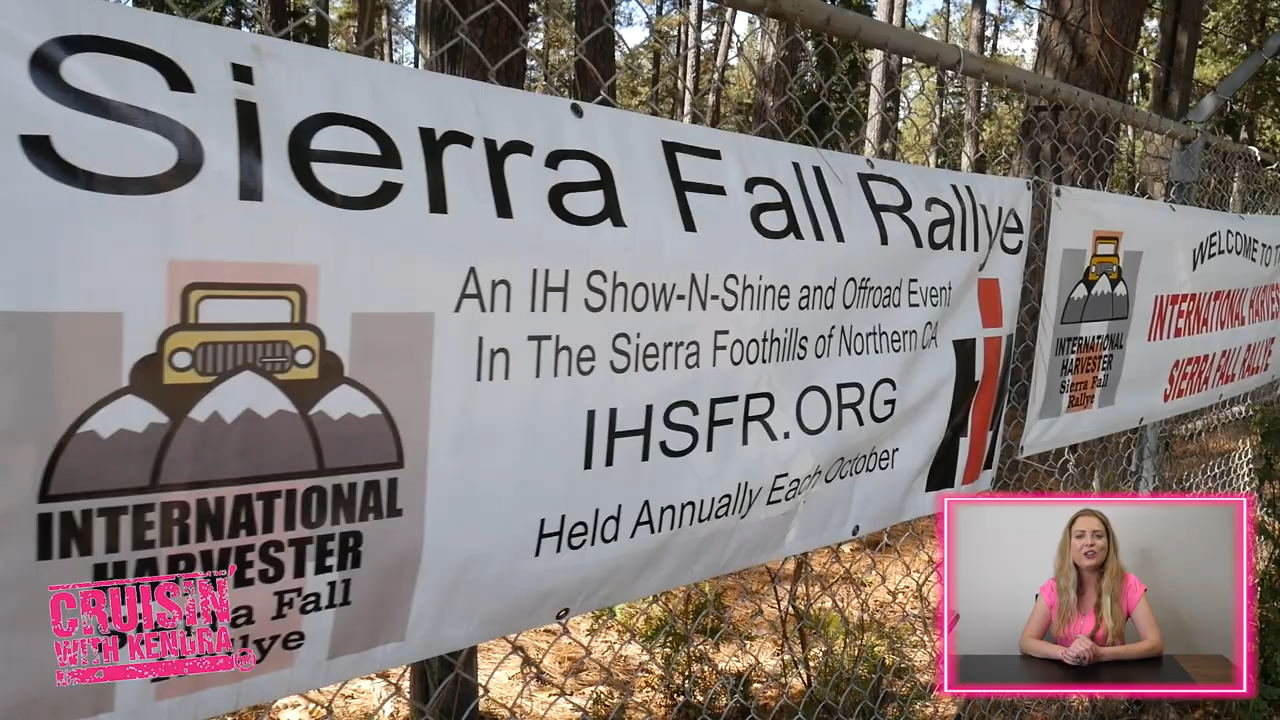 Sierra Fall Rallye
An IH Show-N-Shine and Offroad Event
In The Sierra Foothills of Northern CA
IHSFR.ORG
Held Annually Each October
INTERNATIONAL
HARVESTER
Fall
WELCOME TO
INTERNATIONAL
SIERRA FALL RALLYE
INTERNATIONAL
HARVESTER
Sierra Fall
Rallye
CRUISIN'
WITH KENDRA